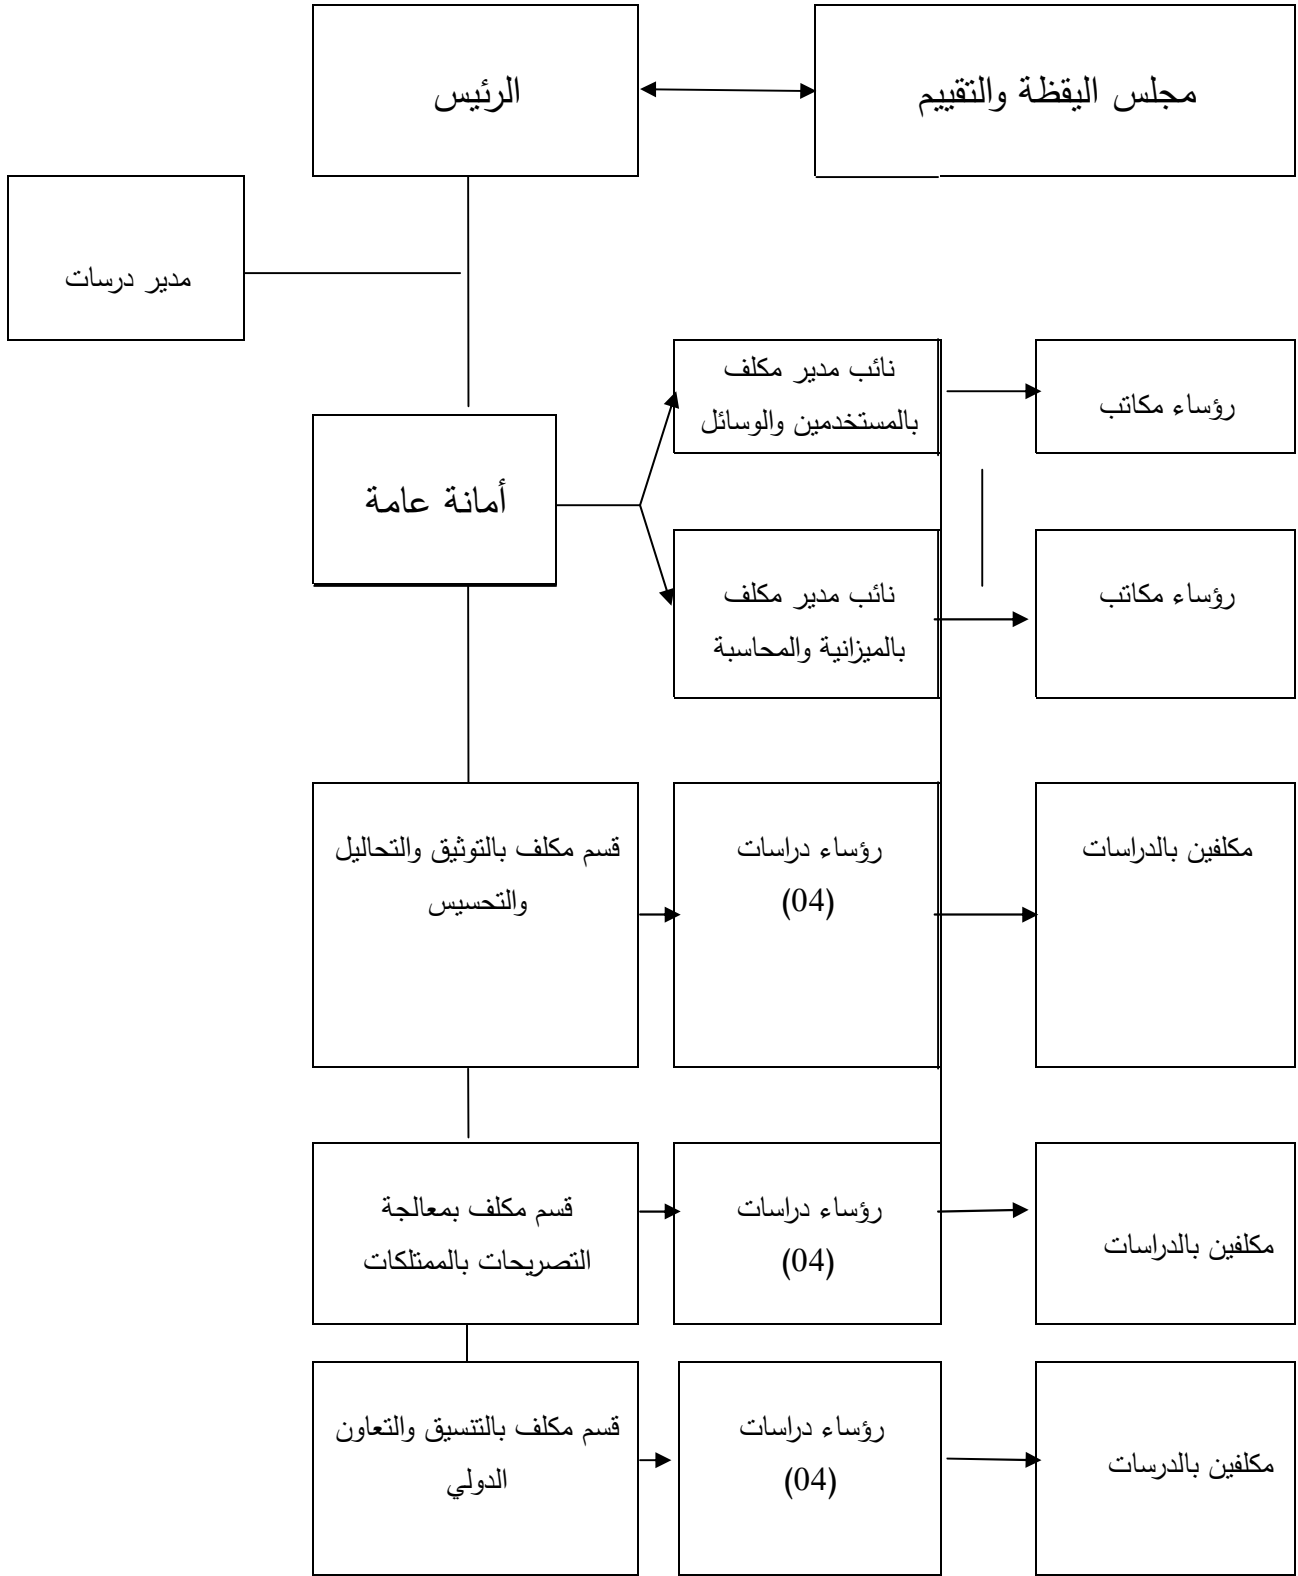 مجلس اليقظة والتقييم
الرئيس
مدير درسات
رؤساء مكاتب
نائب مدير مكلف
بالمستخدمين والوسائل
أمانة عامة
رؤساء مكاتب
نائب مدير مكلف
بالميزانية والمحاسبة
مكلفين بالدراسات
رؤساء دراسات
(04)
قسم مكلف بالتوثيق والتحاليل
والتحسيس
مكلفين بالدراسات
رؤساء دراسات
(04)
قسم مكلف بمعالجة
التصريحات بالممتلكات
مكلفين بالدرسات
رؤساء دراسات
(04)
قسم مكلف بالتنسيق والتعاون
الدولي